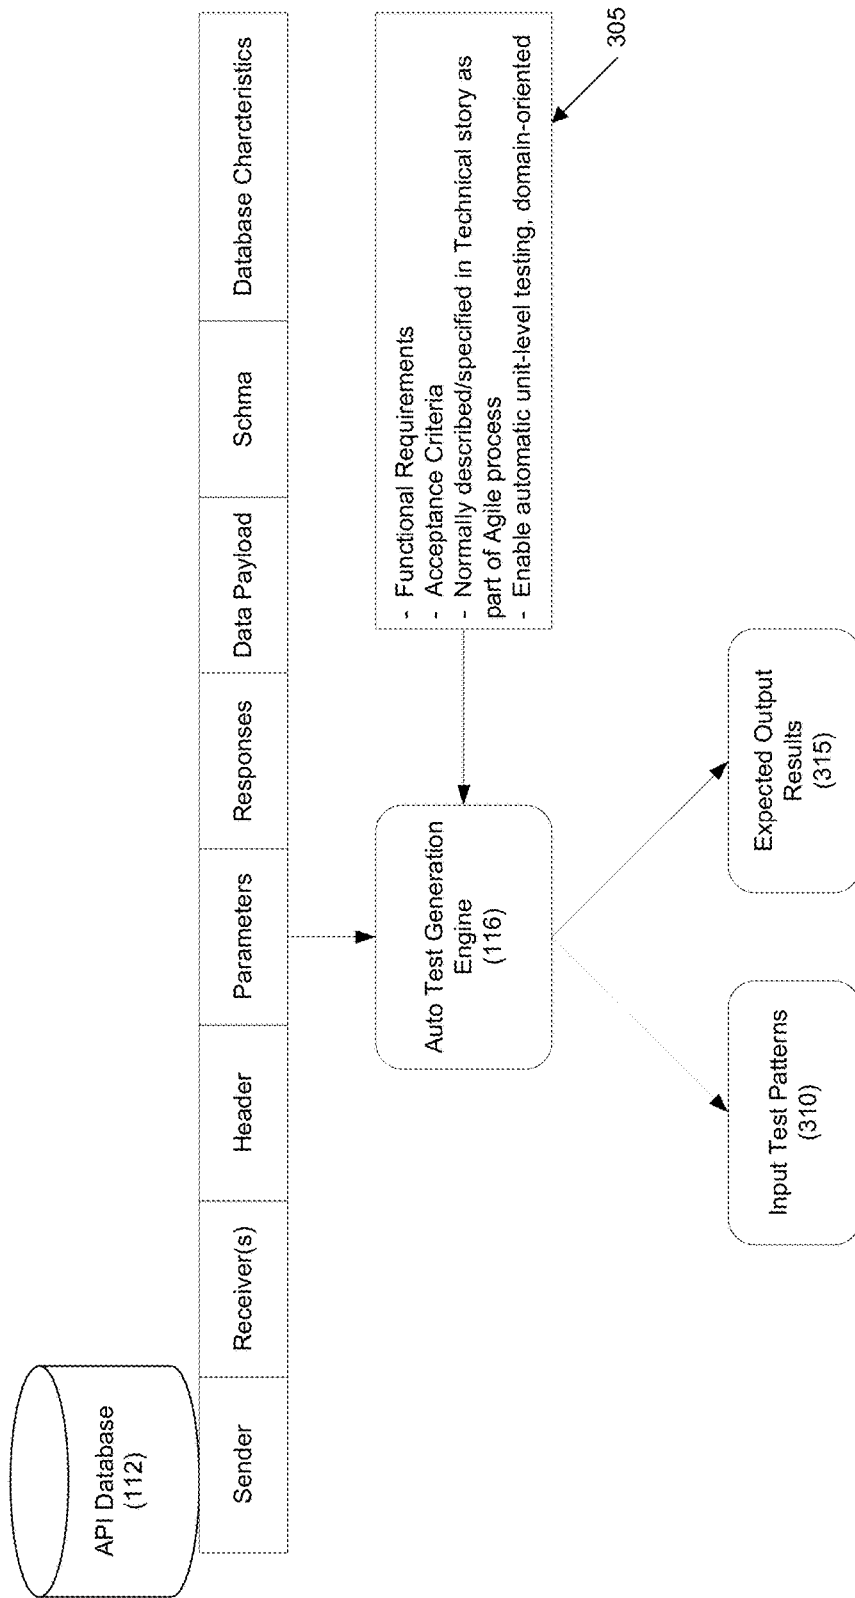 API Database
(112)
Sender
Receiver(s)
Header
Parameters
Responses
Data Payload
Schma
Database Charcteristics
Auto Test Generation
Engine
(116)
- Functional Requirements
- Acceptance Criteria
- Normally described/specified in Technical story as
part of Agile process
- Enable automatic unit-level testing, domain-oriented
305
Input Test Patterns
(310)
Expected Output
Results
(315)